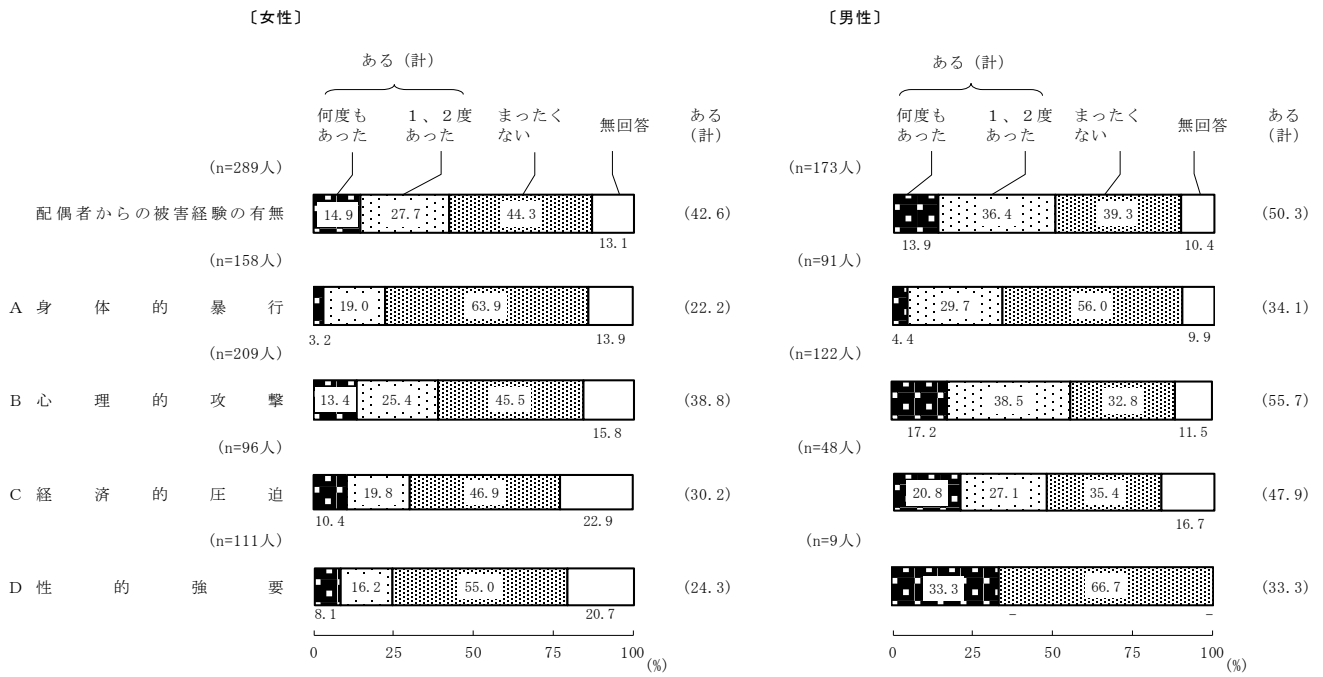 〔女性〕
ある（計）
何度も
あった
１、２度
あった
まったく
ない
無回答
ある
（計）
(n=289人)
配偶者からの被害経験の有無
14.9
27.7
44.3
13.1
(42.6)
(n=158人)
A 身体的暴行
3.2
19.0
63.9
13.9
(22.2)
(n=209人)
B 心理的攻撃
13.4
25.4
45.5
15.8
(38.8)
(n=96人)
C 経済的圧迫
10.4
19.8
46.9
22.9
(30.2)
(n=111人)
D 性的強要
8.1
16.2
55.0
20.7
(24.3)
0 25 50 75 100
(%)
〔男性〕
ある（計）
何度も
あった
１、２度
あった
まったく
ない
無回答
ある
（計）
(n=173人)
13.9
36.4
39.3
10.4
(50.3)
(n=91人)
4.4
29.7
56.0
9.9
(34.1)
(n=122人)
17.2
38.5
32.8
11.5
(55.7)
(n=48人)
20.8
27.1
35.4
16.7
(47.9)
(n=9人)
33.3
–
66.7
–
(33.3)
0 25 50 75 100
(%)